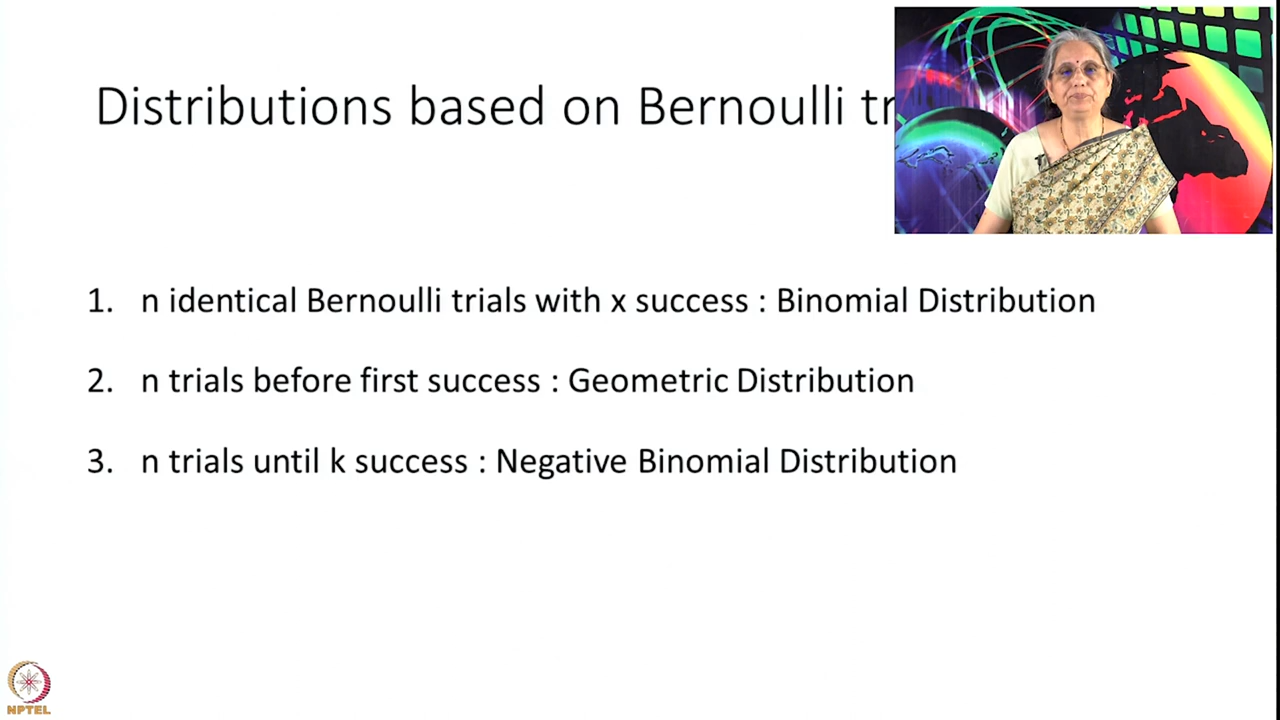 Distributions based on Bernoulli tr
1. n identical Bernoulli trials with x success : Binomial Distribution
2. n trials before first success : Geometric Distribution
3. n trials until k success : Negative Binomial Distribution
NPTEL